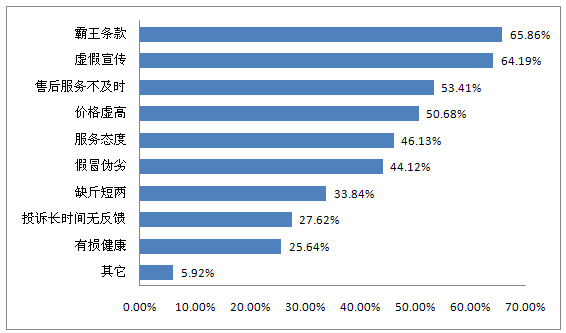 霸王条款 65.86%
虚假宣传 64.19%
售后服务不及时 53.41%
价格虚高 50.68%
服务态度 46.13%
假冒伪劣 44.12%
缺斤短两 33.84%
投诉长时间无反馈 27.62%
有损健康 25.64%
其它 5.92%
0.00% 10.00% 20.00% 30.00% 40.00% 50.00% 60.00% 70.00%